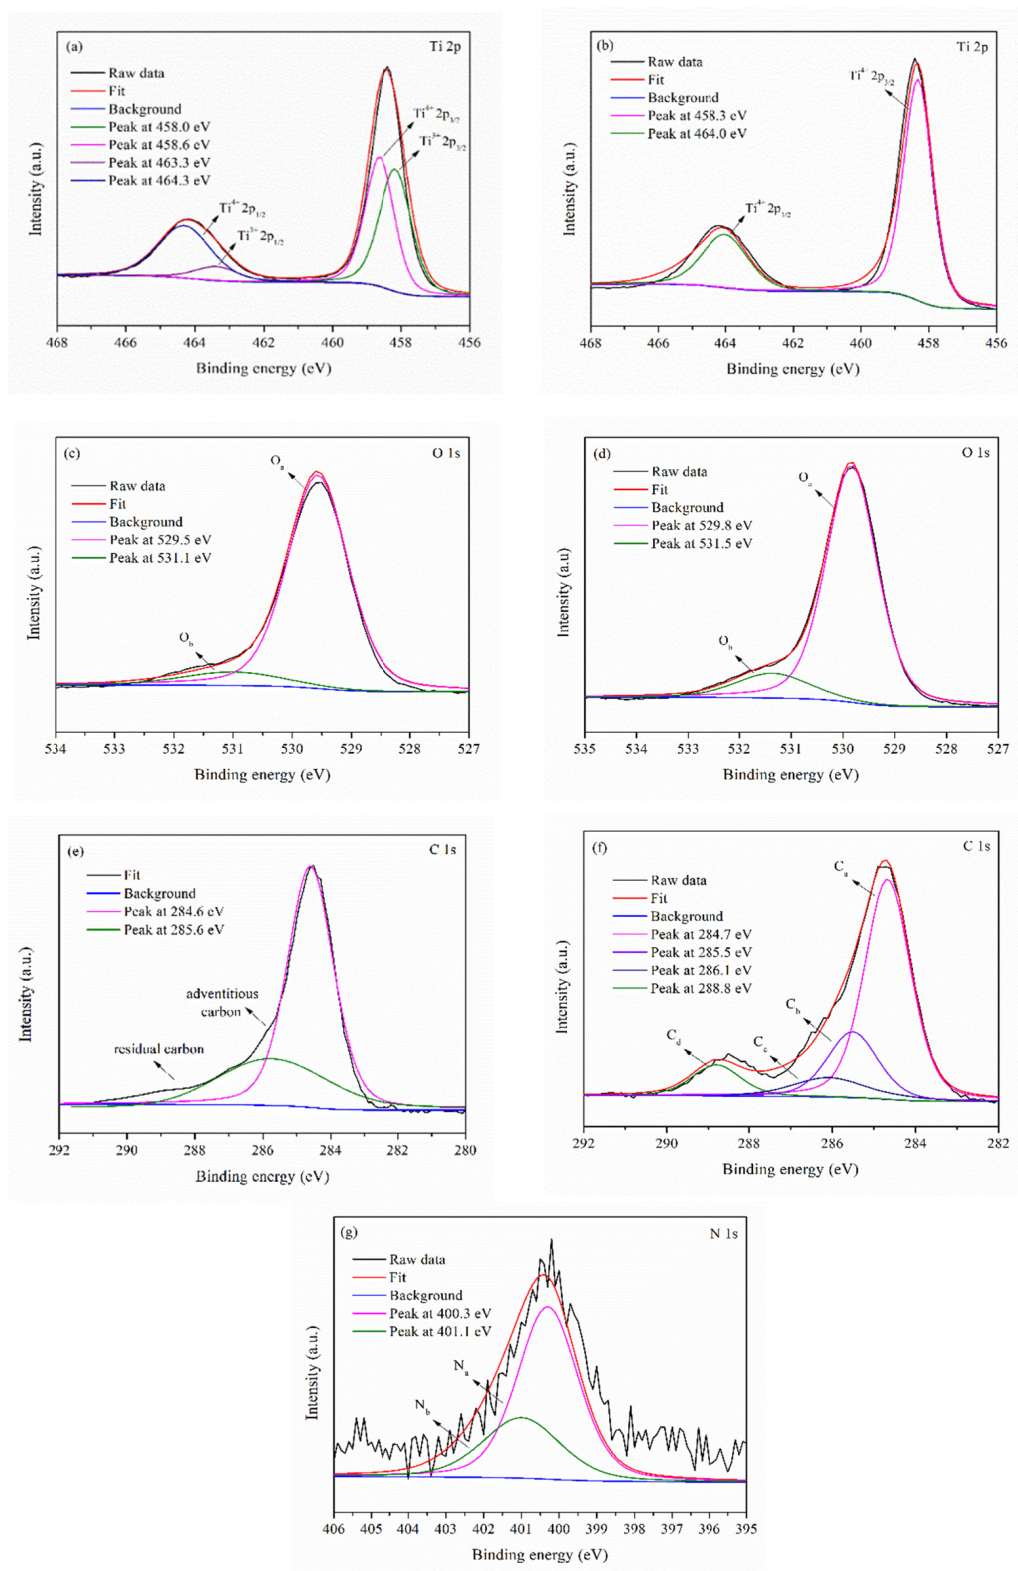 (a)
Ti 2p
Raw data
Fit
Background
Peak at 458.0 eV
Peak at 458.6 eV
Peak at 463.3 eV
Peak at 464.3 eV
Ti4+ 2p3/2
Ti3+ 2p3/2
Ti4+ 2p1/2
Ti3+ 2p1/2
Intensity (a.u.)
468 466 464 462 460 458 456
Binding energy (eV)
(b)
Ti 2p
Raw data
Fit
Background
Peak at 458.3 eV
Peak at 464.0 eV
Ti4+ 2p3/2
Ti4+ 2p1/2
Intensity (a.u.)
468 466 464 462 460 458 456
Binding energy (eV)
(c)
O 1s
Raw data
Fit
Background
Peak at 529.5 eV
Peak at 531.1 eV
Oa
Ob
Intensity (a.u.)
534 533 532 531 530 529 528 527
Binding energy (eV)
(d)
O 1s
Raw data
Fit
Background
Peak at 529.8 eV
Peak at 531.5 eV
Oa
Ob
Intensity (a.u)
535 534 533 532 531 530 529 528 527
Binding energy (eV)
(e)
C 1s
Fit
Background
Peak at 284.6 eV
Peak at 285.6 eV
adventitious
carbon
residual carbon
Intensity (a.u.)
292 290 288 286 284 282 280
Binding energy (eV)
(f)
C 1s
Raw data
Fit
Background
Peak at 284.7 eV
Peak at 285.5 eV
Peak at 286.1 eV
Peak at 288.8 eV
Ca
Cb
Cc
Cd
Intensity (a.u.)
292 290 288 286 284 282
Binding energy (eV)
(g)
N 1s
Raw data
Fit
Background
Peak at 400.3 eV
Peak at 401.1 eV
Na
Nb
Intensity (a.u.)
406 405 404 403 402 401 400 399 398 397 396 395
Binding energy (eV)